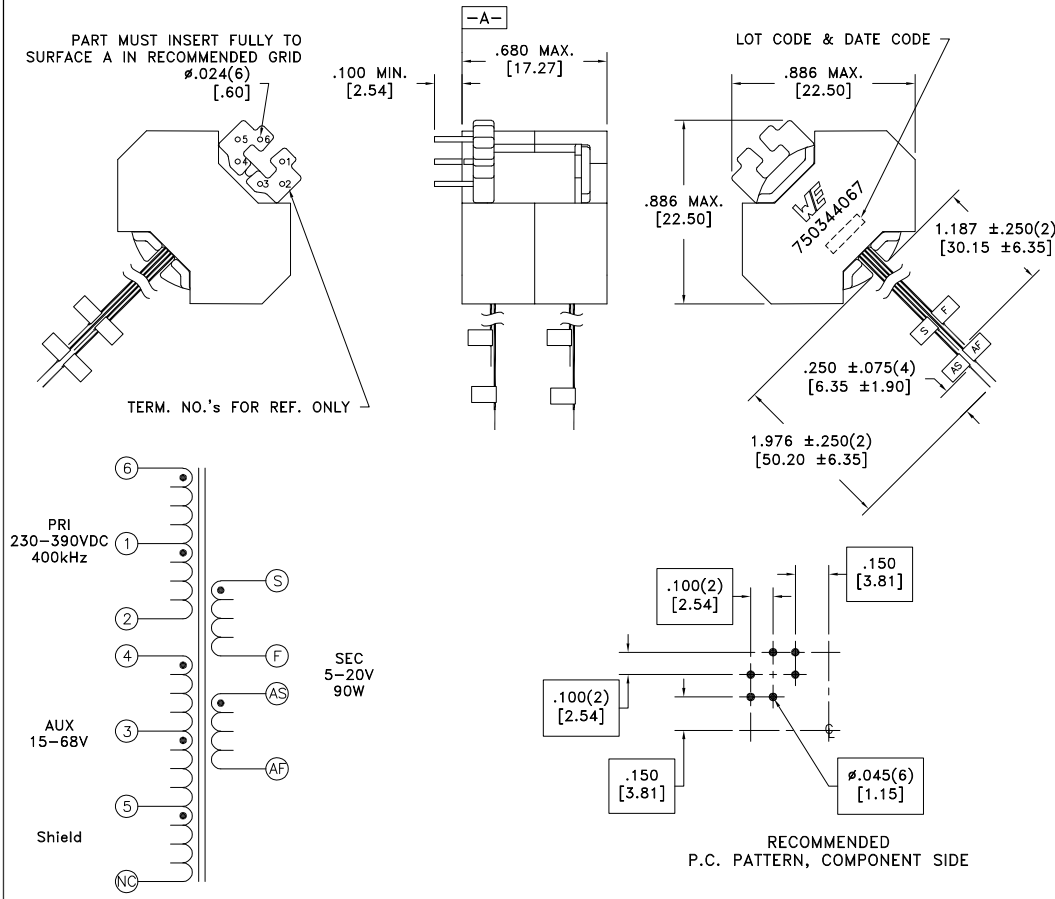 PART MUST INSERT FULLY TO
SURFACE A IN RECOMMENDED GRID
ø.024(6)
[.60]
5
6
4
1
3
2
TERM. NO.'s FOR REF. ONLY
-A-
.680 MAX.
[17.27]
.100 MIN.
[2.54]
LOT CODE & DATE CODE
.886 MAX.
[22.50]
.886 MAX.
[22.50]
WE
750344067
1.187 ±.250(2)
[30.15 ±6.35]
F
S
AF
AS
.250 ±.075(4)
[6.35 ±1.90]
1.976 ±.250(2)
[50.20 ±6.35]
6
PRI
230-390VDC
400kHz
1
2
4
AUX
15-68V
3
5
Shield
NC
S
F
SEC
5-20V
90W
AS
AF
.150
[3.81]
.100(2)
[2.54]
.100(2)
[2.54]
.150
[3.81]
℄
ø.045(6)
[1.15]
RECOMMENDED
P.C. PATTERN, COMPONENT SIDE